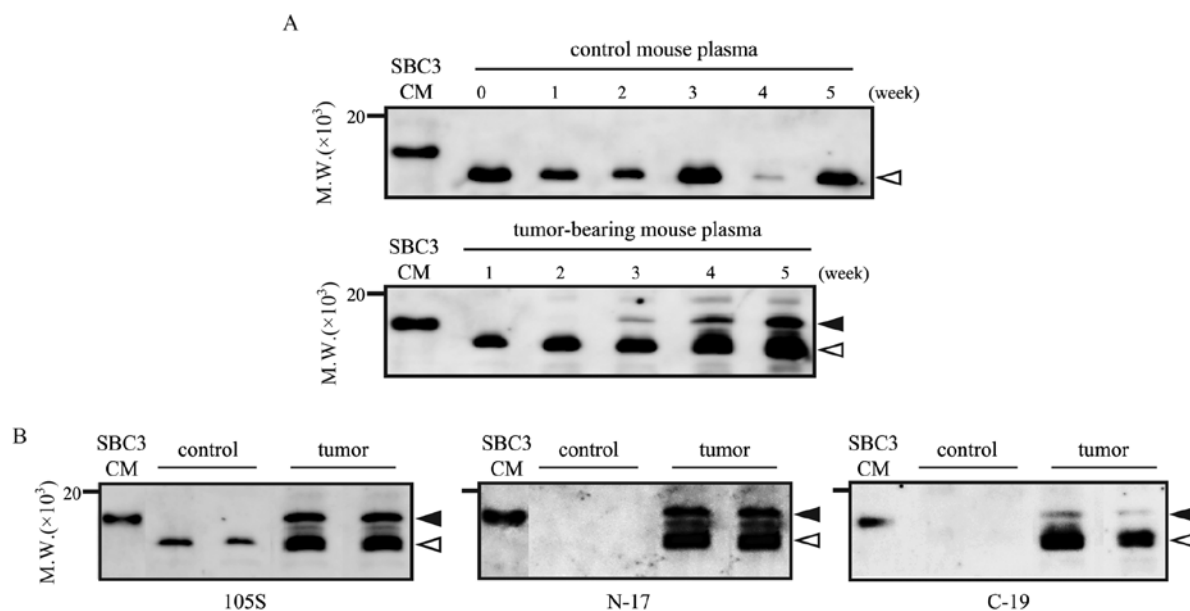 A
control mouse plasma
SBC3
CM
0 1 2 3 4 5 (week)
20
M.W.(×10³)
tumor-bearing mouse plasma
SBC3
CM
1 2 3 4 5 (week)
20
M.W.(×10³)
B
SBC3
CM
control tumor
20
M.W.(×10³)
105S
SBC3
CM
control tumor
N-17
SBC3
CM
control tumor
C-19